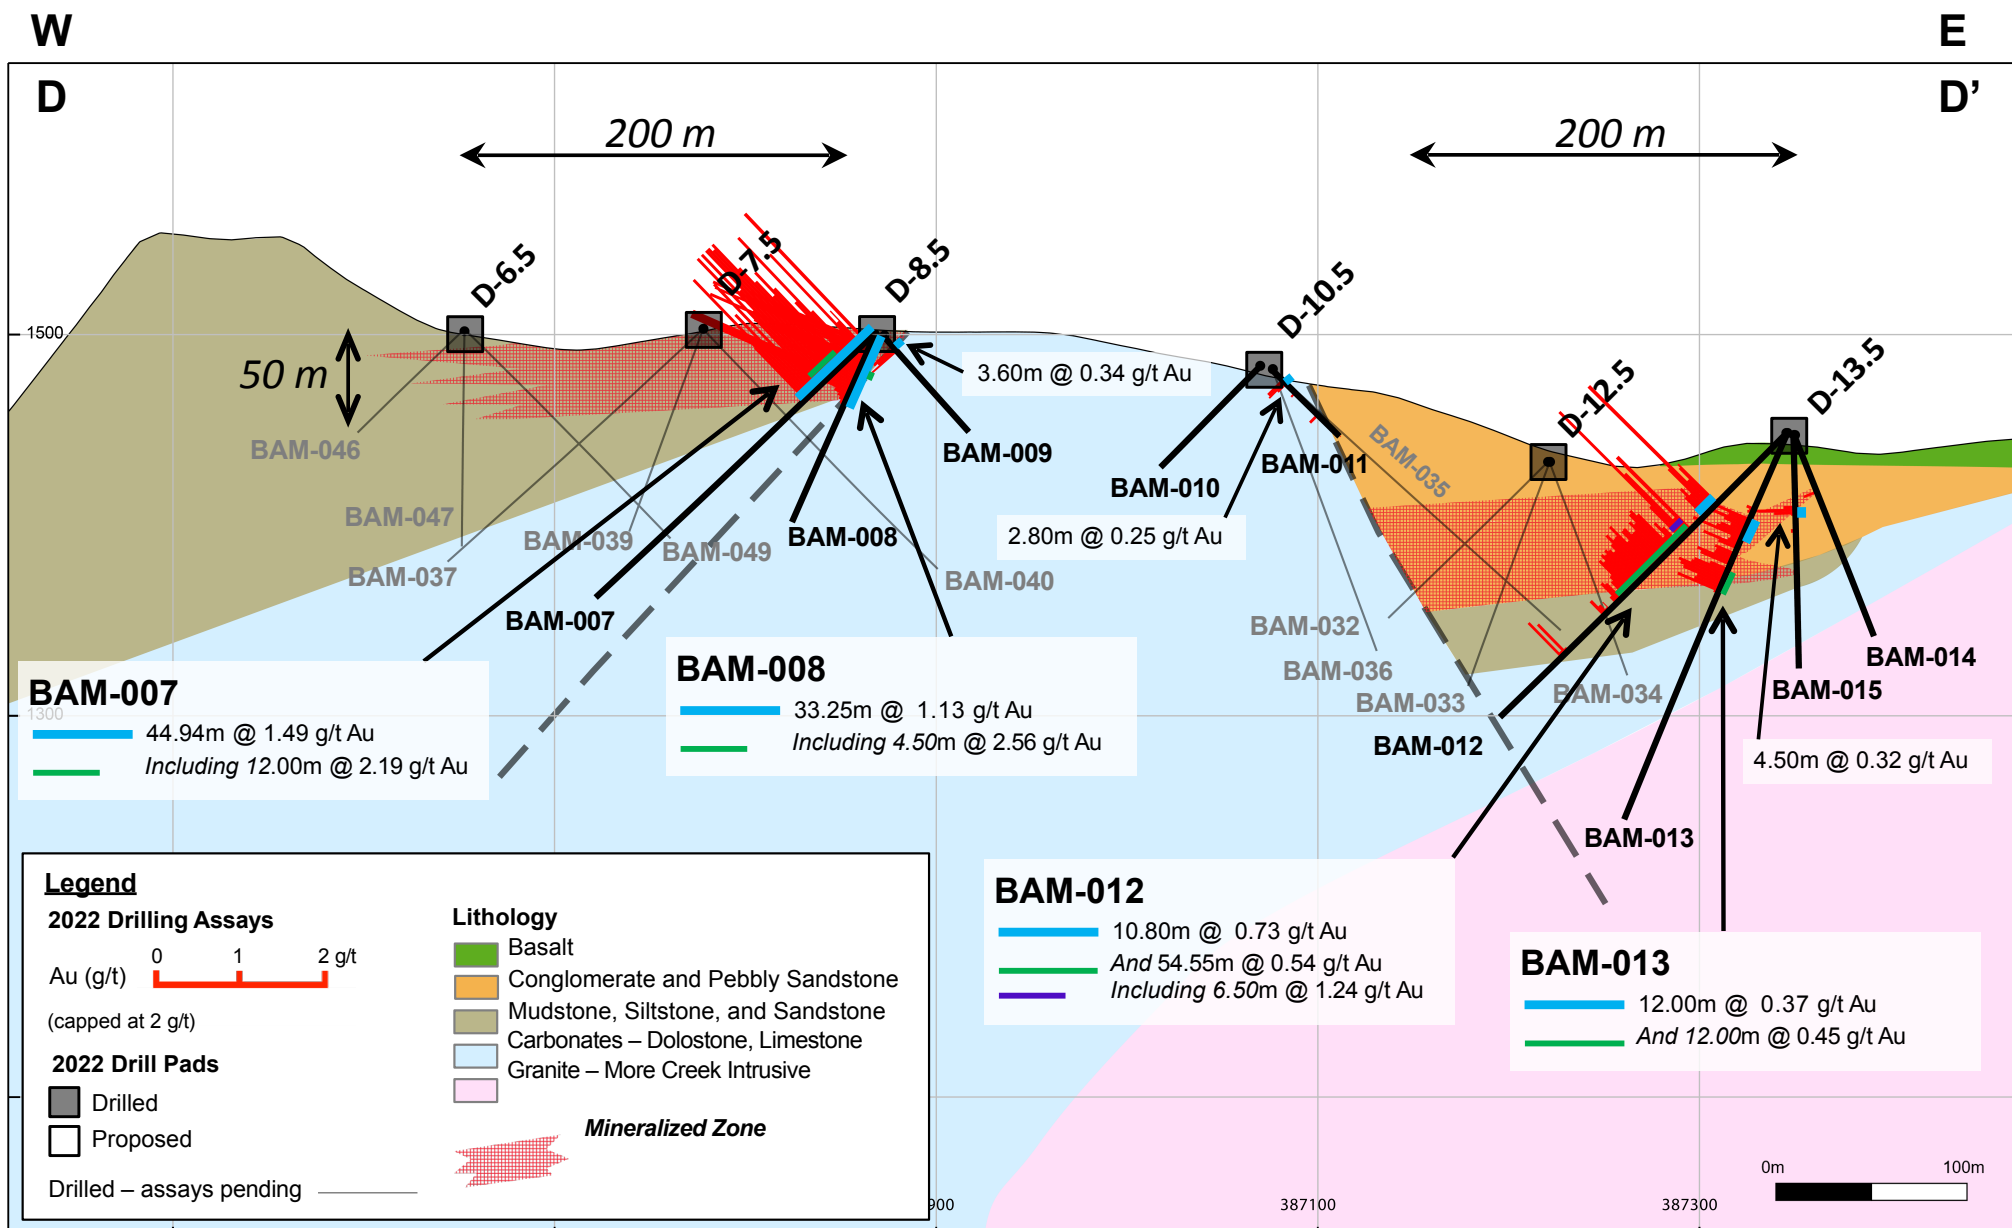 W
E
D
D’
200 m
200 m
D-6.5
D-7.5
D-8.5
D-10.5
D-12.5
D-13.5
1500
50 m
3.60m @ 0.34 g/t Au
BAM-046
BAM-009
BAM-010
BAM-011
BAM-035
BAM-047
BAM-039
BAM-049
BAM-008
2.80m @ 0.25 g/t Au
BAM-037
BAM-040
BAM-007
BAM-032
BAM-036
BAM-033
BAM-034
BAM-014
BAM-015
BAM-012
BAM-013
4.50m @ 0.32 g/t Au
1300
BAM-007
44.94m @ 1.49 g/t Au
Including 12.00m @ 2.19 g/t Au
BAM-008
33.25m @ 1.13 g/t Au
Including 4.50m @ 2.56 g/t Au
BAM-012
10.80m @ 0.73 g/t Au
And 54.55m @ 0.54 g/t Au
Including 6.50m @ 1.24 g/t Au
BAM-013
12.00m @ 0.37 g/t Au
And 12.00m @ 0.45 g/t Au
Legend
2022 Drilling Assays
0 1 2 g/t
Au (g/t)
(capped at 2 g/t)
2022 Drill Pads
Drilled
Proposed
Drilled – assays pending
Lithology
Basalt
Conglomerate and Pebbly Sandstone
Mudstone, Siltstone, and Sandstone
Carbonates – Dolostone, Limestone
Granite – More Creek Intrusive
Mineralized Zone
0m 100m
900
387100
387300